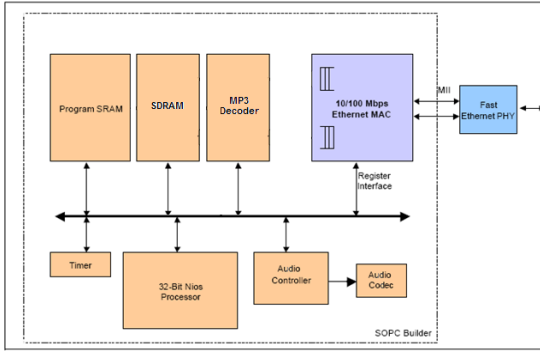 Program SRAM
SDRAM
MP3
Decoder
10/100 Mbps
Ethernet MAC
MII
Fast
Ethernet PHY
Register
Interface
Timer
32-Bit Nios
Processor
Audio
Controller
Audio
Codec
SOPC Builder